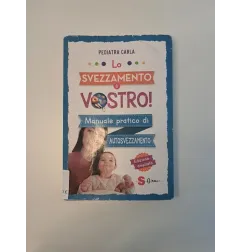 PEDIATRA CARLA
Lo
SVEZZAMENTO
È
VOSTRO!
Manuale pratico di
AUTOSVEZZAMENTO